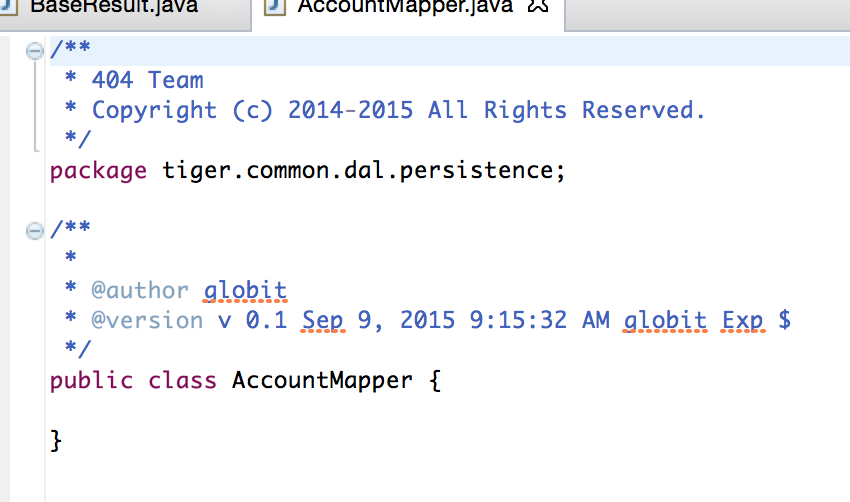 BaseResult.java AccountMapper.java
/**
 * 404 Team
 * Copyright (c) 2014-2015 All Rights Reserved.
 */
package tiger.common.dal.persistence;
/**
 *
 * @author globit
 * @version v 0.1 Sep 9, 2015 9:15:32 AM globit Exp $
 */
public class AccountMapper {
}